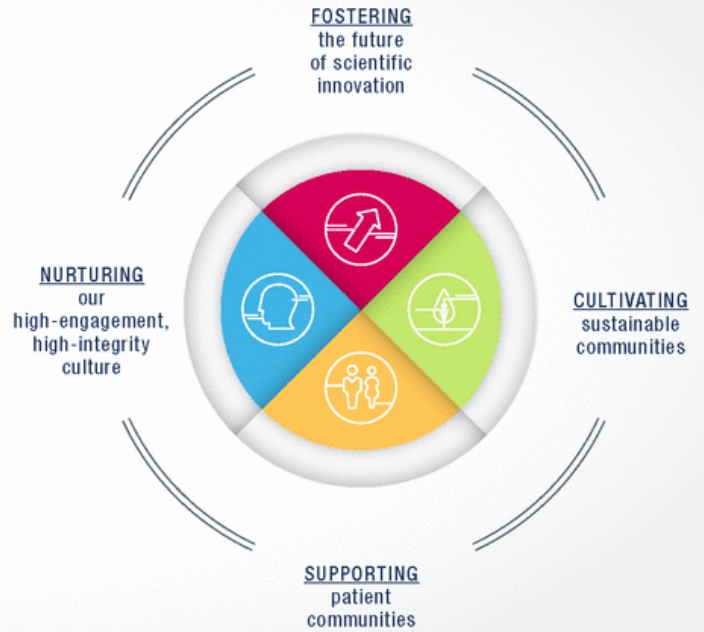 FOSTERING
the future
of scientific
innovation
NURTURING
our
high-engagement,
high-integrity
culture
CULTIVATING
sustainable
communities
SUPPORTING
patient
communities